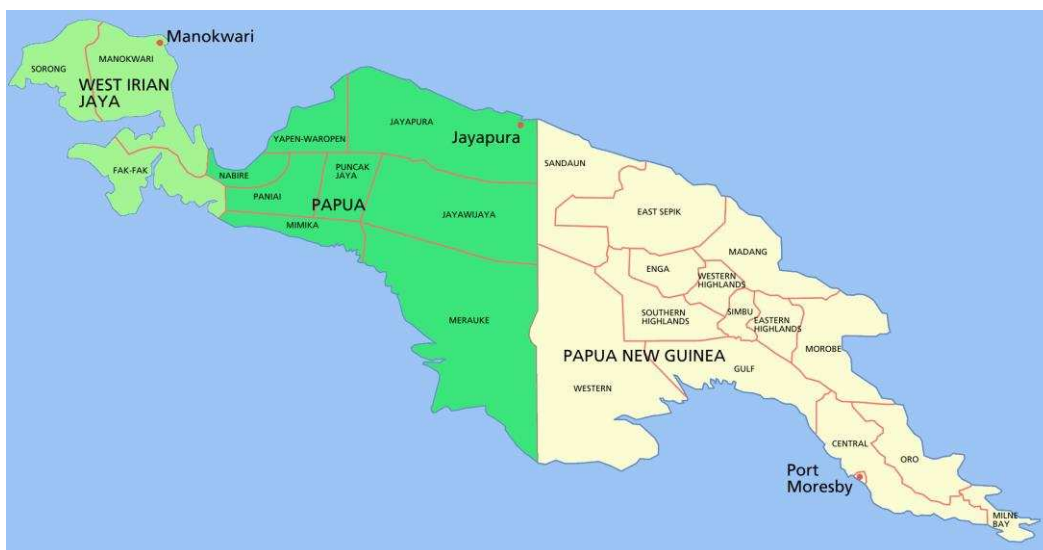 Manokwari
MANOKWARI
SORONG
WEST IRIAN
JAYA
FAK-FAK
JAYAPURA
Jayapura
YAPEN-WAROPEN
NABIRE
PUNCAK
JAYA
PANIAI
PAPUA
JAYAWIJAYA
MIMIKA
MERAUKE
SANDAUN
EAST SEPIK
MADANG
ENGA
WESTERN
HIGHLANDS
SOUTHERN
HIGHLANDS
SIMBU
EASTERN
HIGHLANDS
MOROBE
PAPUA NEW GUINEA
GULF
WESTERN
CENTRAL
ORO
Port
Moresby
MILNE
BAY